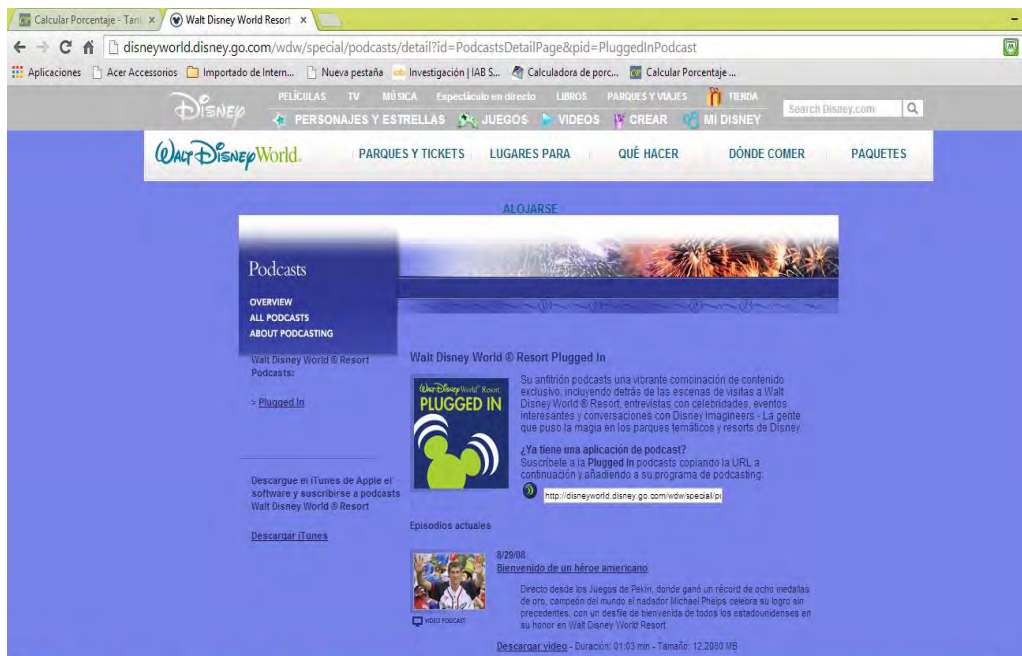 Calcular Porcentaje - Tant
Walt Disney World Resort
disneyworld.disney.go.com/wdw/special/podcasts/detail?id=PodcastsDetailPage&pid=PluggedInPodcast
Aplicaciones Acer Accessorios Importado de Intern... Nueva pestaña Investigación | IAB S... Calculadora de porc... Calcular Porcentaje ...
Disney
PELÍCULAS TV MÚSICA Espectáculo en directo LIBROS PARQUES Y VIAJES TIENDA
Search Disney.com
PERSONAJES Y ESTRELLAS JUEGOS VIDEOS CREAR MI DISNEY
Walt Disney World.
PARQUES Y TICKETS LUGARES PARA QUÉ HACER DÓNDE COMER PAQUETES
ALOJARSE
Podcasts
OVERVIEW
ALL PODCASTS
ABOUT PODCASTING
Walt Disney World ® Resort
Podcasts:
> Plugged In
Descargue el iTunes de Apple el
software y suscribirse a podcasts
Walt Disney World ® Resort
Descargar iTunes
Walt Disney World ® Resort Plugged In
Walt Disney World® Resort
PLUGGED IN
Su anfitrión podcasts una vibrante combinación de contenido
exclusivo, incluyendo detrás de las escenas de visitas a Walt
Disney World ® Resort, entrevistas con celebridades, eventos
interesantes y conversaciones con Disney Imagineers - La gente
que puso la magia en los parques temáticos y resorts de Disney.
¿Ya tiene una aplicación de podcast?
Suscríbete a la Plugged In podcasts copiando la URL a
continuación y añadiendo a su programa de podcasting:
http://disneyworld.disney.go.com/wdw/special/p
Episodios actuales
8/29/08
Bienvenido de un héroe americano
Directo desde los Juegos de Pekín, donde ganó un récord de ocho medallas
de oro, campeón del mundo el nadador Michael Phelps celebra su logro sin
precedentes, con un desfile de bienvenida de todos los estadounidenses en
su honor en Walt Disney World Resort.
VIDEO PODCAST
Descargar video - Duración: 01:03 min - Tamaño: 12.2080 MB